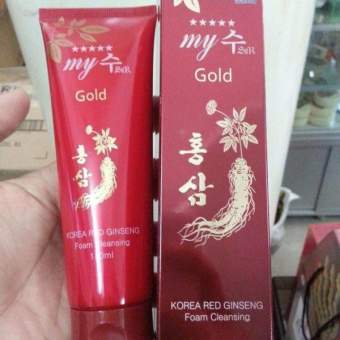 ★★★★★
my 수 S&R
Gold
홍
삼
KOREA RED GINSENG
Foam Cleansing
★★★★★
my 수 S&R
Gold
홍
삼
KOREA RED GINSENG
Foam Cleansing